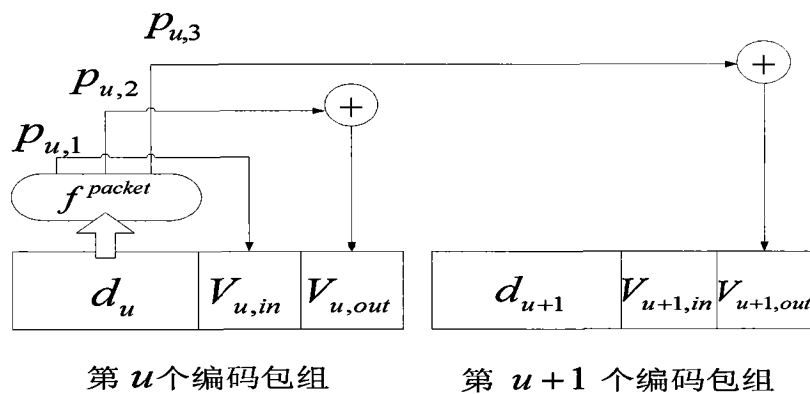 p_{u,3}
+
p_{u,2}
+
p_{u,1}
f^{packet}
d_u V_{u,in} V_{u,out} d_{u+1} V_{u+1,in} V_{u+1,out}
第 u个编码包组 第 u+1 个编码包组